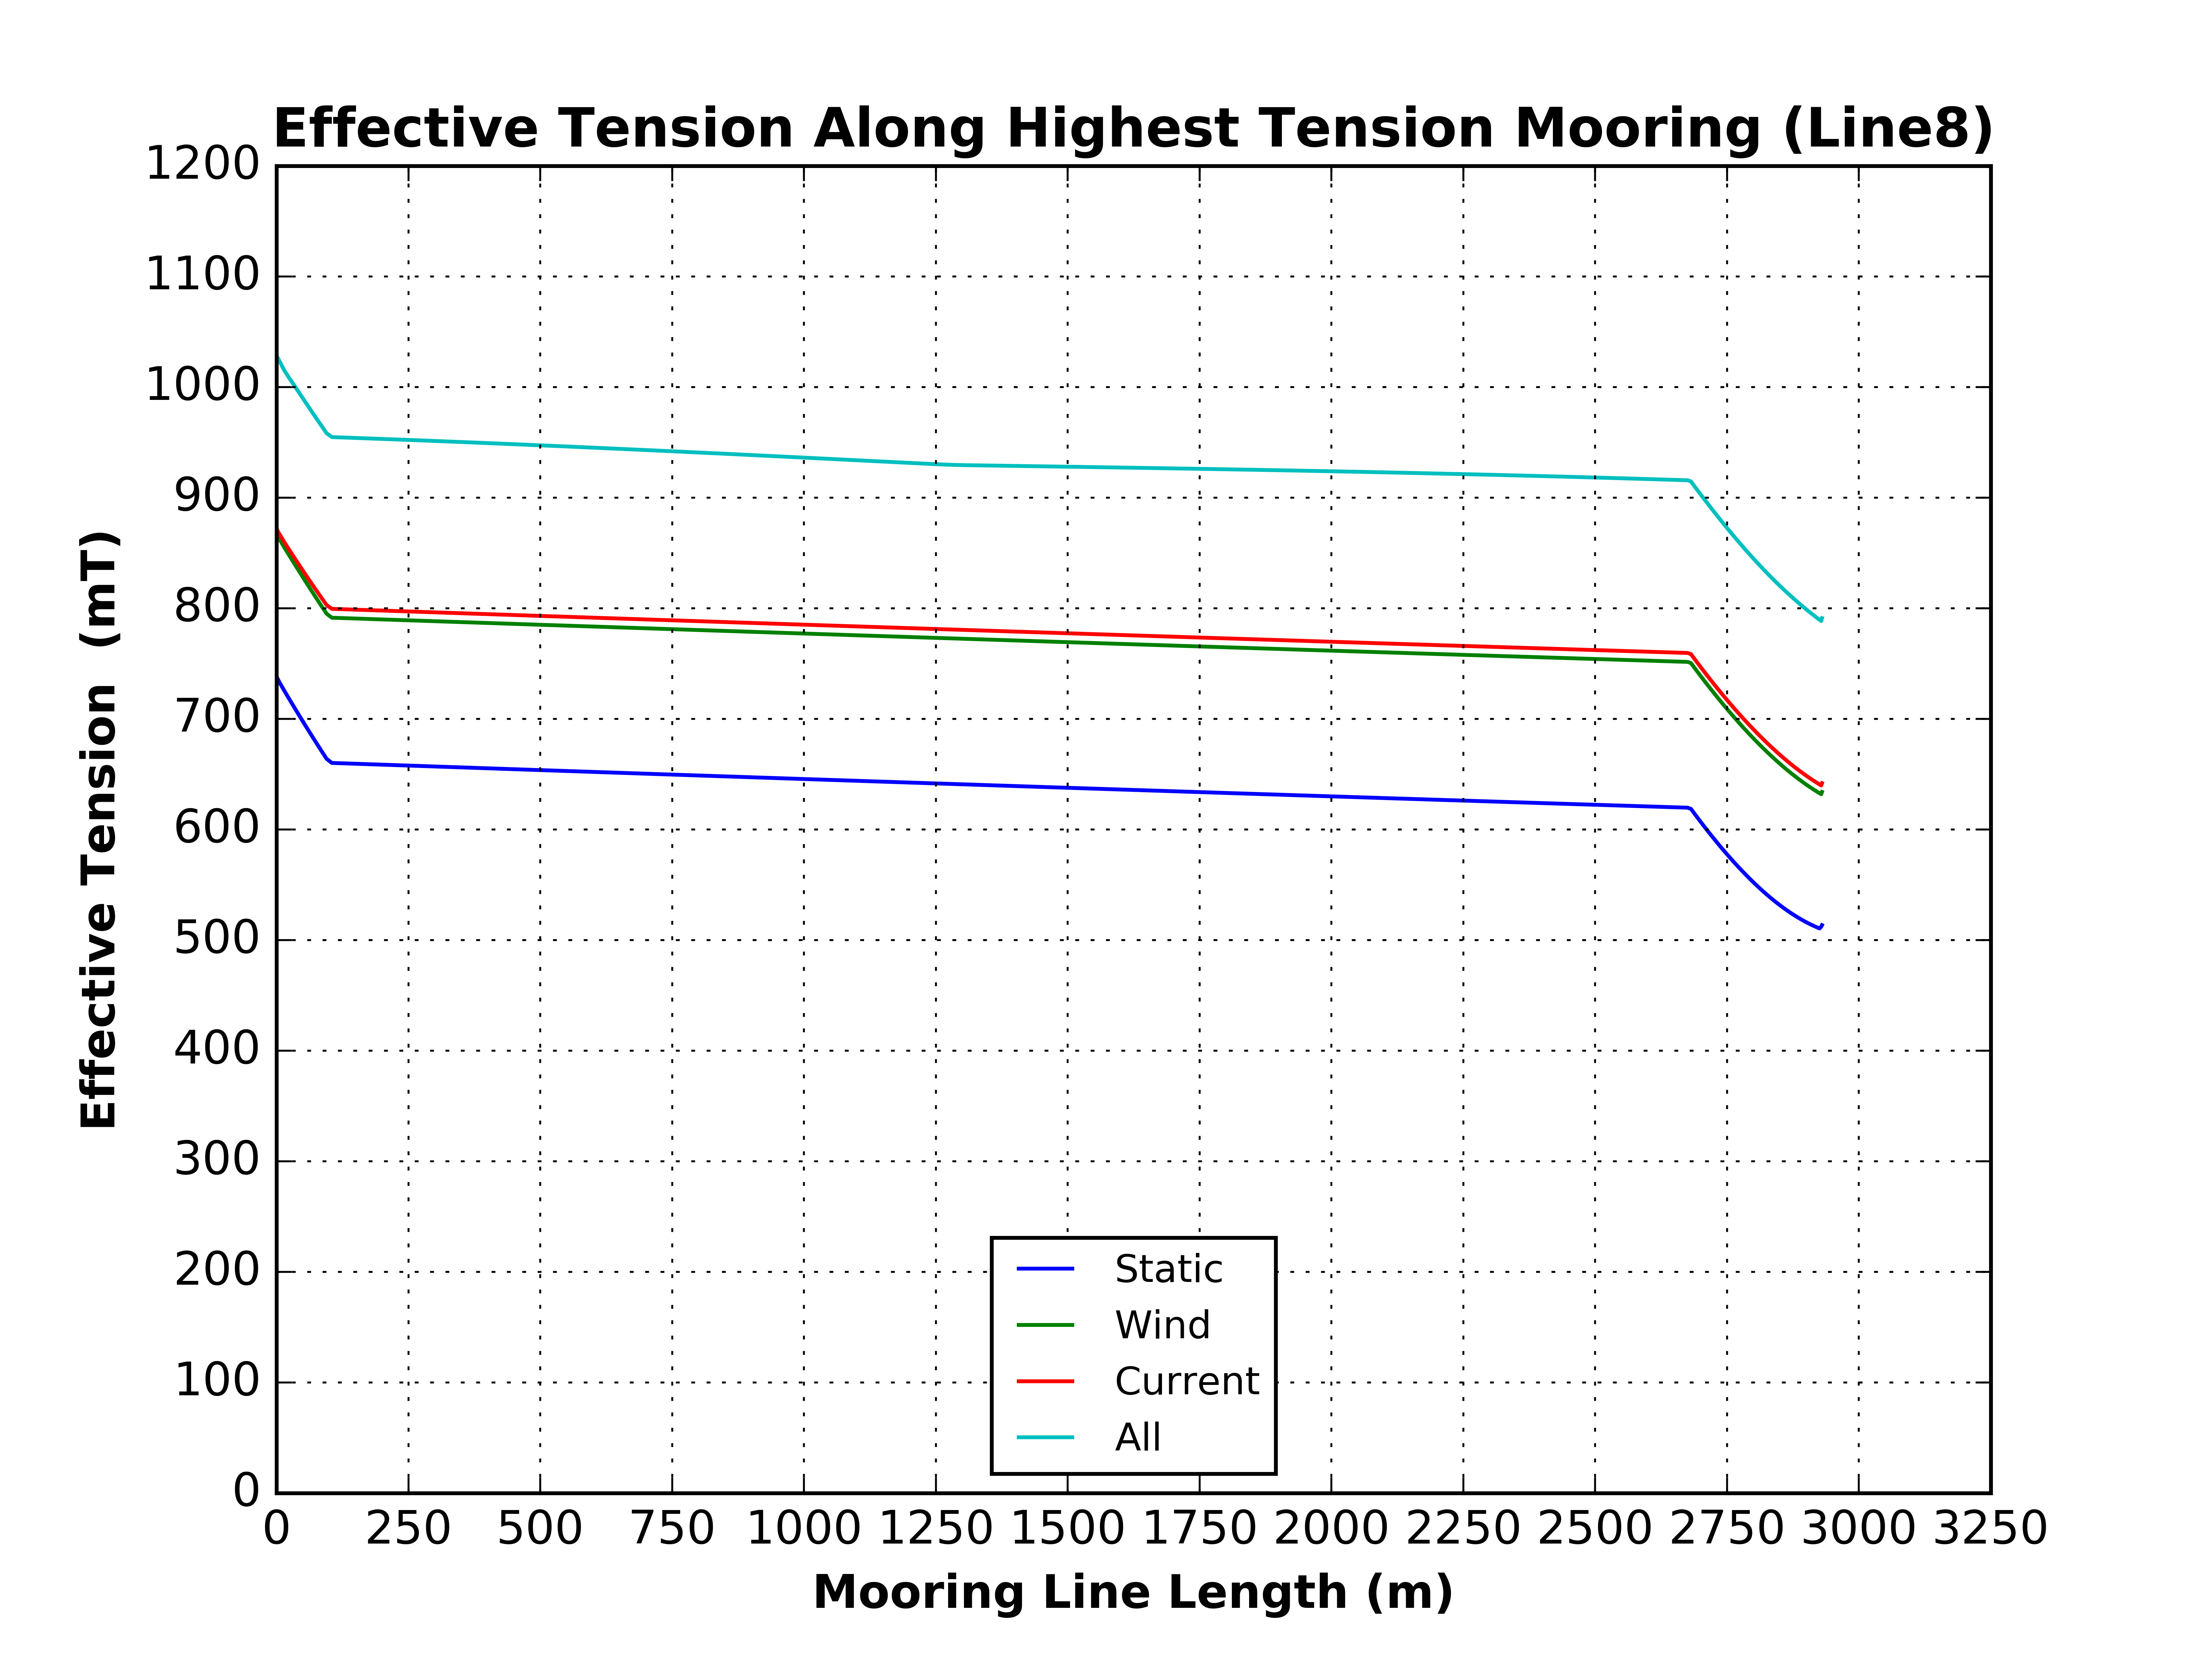 Effective Tension Along Highest Tension Mooring (Line8)
1200
1100
1000
900
800
700
600
500
400
300
200
100
0
Effective Tension (mT)
Static
Wind
Current
All
0 250 500 750 1000 1250 1500 1750 2000 2250 2500 2750 3000 3250
Mooring Line Length (m)